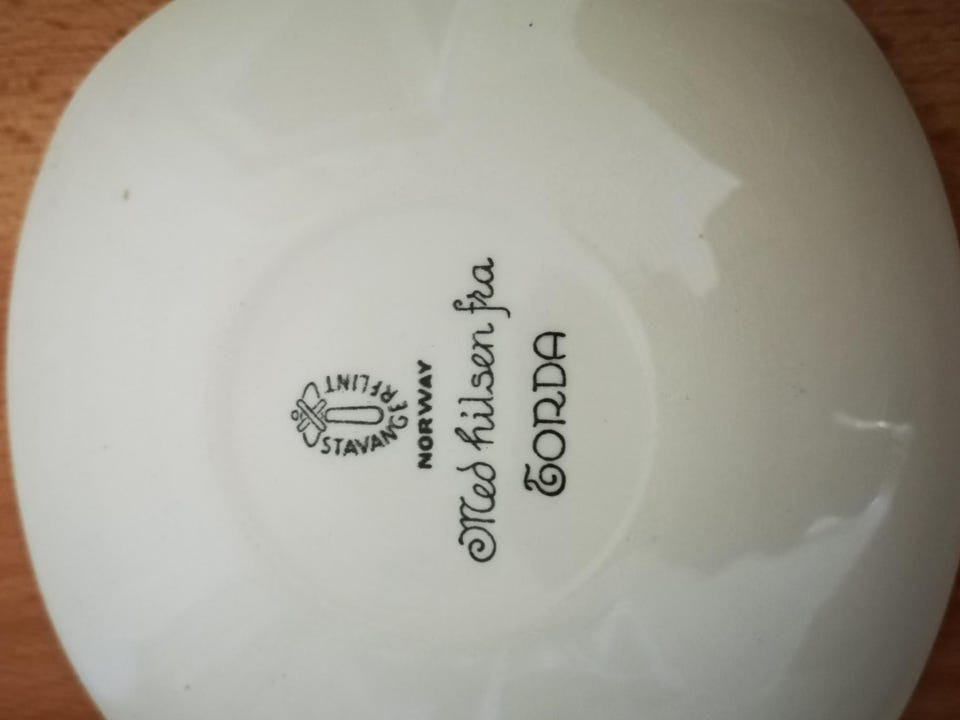 STAVANGERFLINT
NORWAY
Med hilsen fra
TORDA